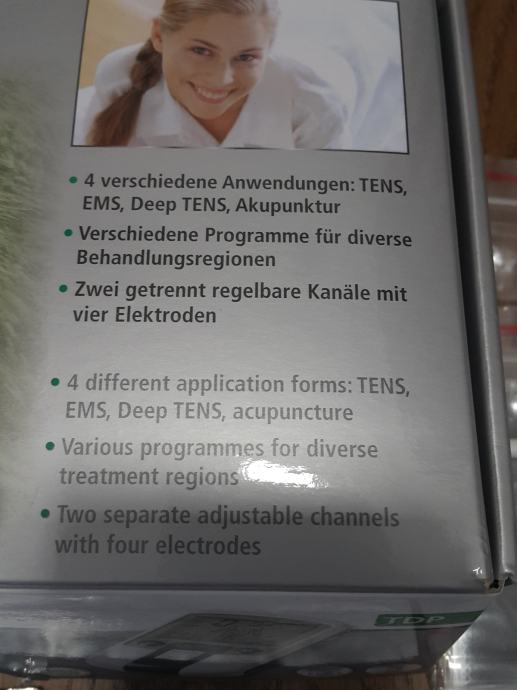 • 4 verschiedene Anwendungen: TENS,
EMS, Deep TENS, Akupunktur
• Verschiedene Programme für diverse
Behandlungsregionen
• Zwei getrennt regelbare Kanäle mit
vier Elektroden
• 4 different application forms: TENS,
EMS, Deep TENS, acupuncture
• Various programmes for diverse
treatment regions
• Two separate adjustable channels
with four electrodes
TDP